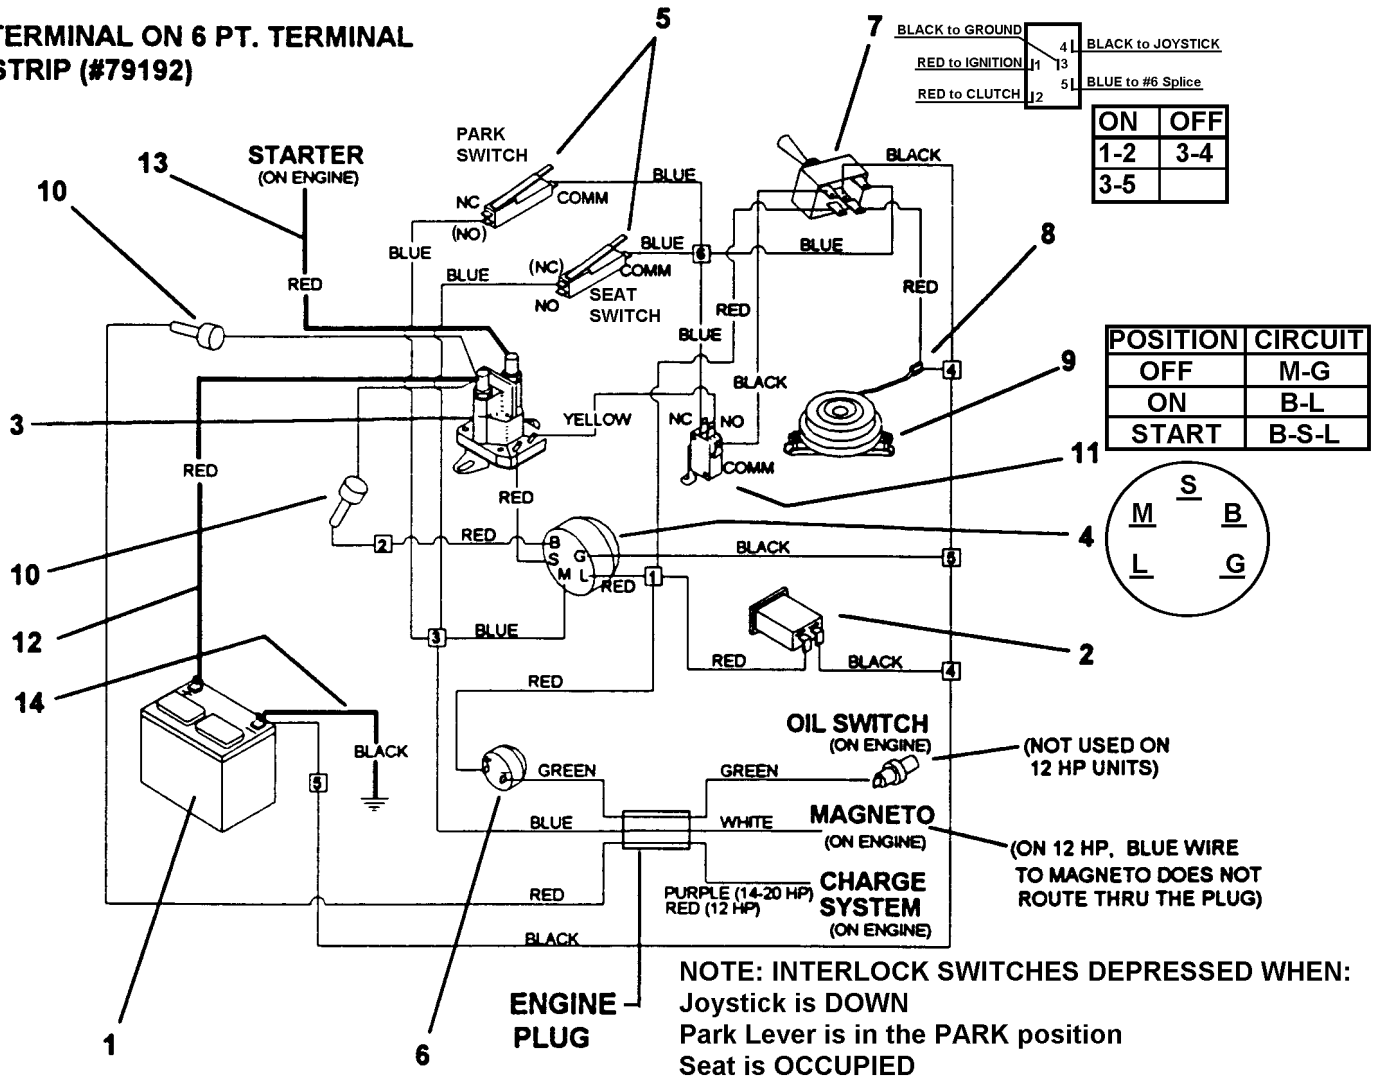 TERMINAL ON 6 PT. TERMINAL
STRIP (#79192)
5
7
BLACK to GROUND
4
BLACK to JOYSTICK
RED to IGNITION
1
3
5
BLUE to #6 Splice
RED to CLUTCH
2
ON OFF
1-2 3-4
3-5
PARK
SWITCH
STARTER
(ON ENGINE)
13
10
BLACK
BLUE
NC
COMM
(NO)
BLUE
BLUE
6
BLUE
8
(NC)
COMM
BLUE
NO
SEAT
SWITCH
RED
RED
RED
BLUE
POSITION CIRCUIT
OFF M-G
ON B-L
START B-S-L
4
9
BLACK
3
YELLOW
NC
NO
11
COMM
RED
RED
S
M
B
L
G
10
2
RED
B
S
G
M
L
RED
1
BLACK
5
4
12
14
3
BLUE
RED
BLACK
4
2
RED
BLACK
OIL SWITCH
(ON ENGINE)
(NOT USED ON
12 HP UNITS)
5
GREEN
GREEN
MAGNETO
(ON ENGINE)
BLUE
WHITE
(ON 12 HP, BLUE WIRE
TO MAGNETO DOES NOT
ROUTE THRU THE PLUG)
RED
PURPLE (14-20 HP)
RED (12 HP)
CHARGE
SYSTEM
(ON ENGINE)
BLACK
NOTE: INTERLOCK SWITCHES DEPRESSED WHEN:
Joystick is DOWN
Park Lever is in the PARK position
Seat is OCCUPIED
ENGINE
PLUG
1
6